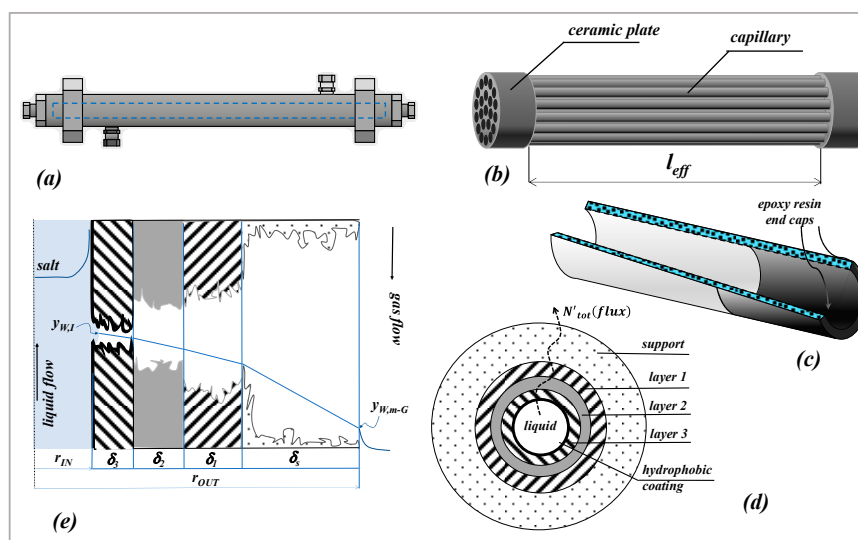 ceramic plate
capillary
(a)
(b)
l_eff
epoxy resin
end caps
(c)
(e)
salt
y_W,I
liquid flow
gas flow
y_W,m-G
r_IN
δ_3
δ_2
δ_1
δ_s
r_OUT
N'_tot(flux)
support
layer 1
layer 2
liquid
layer 3
hydrophobic
coating
(d)